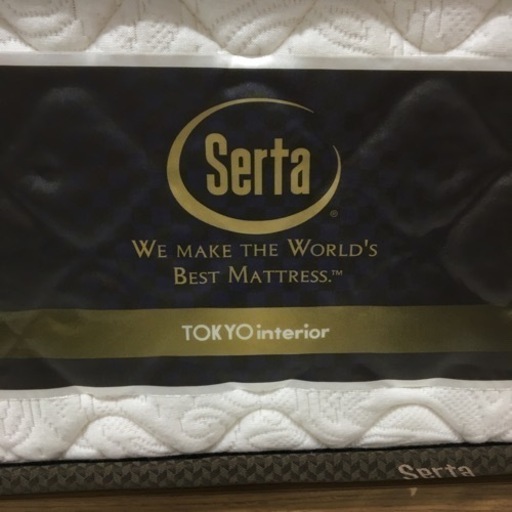 Serta®
WE MAKE THE WORLD'S
BEST MATTRESS.™
TOKYO interior
Serta